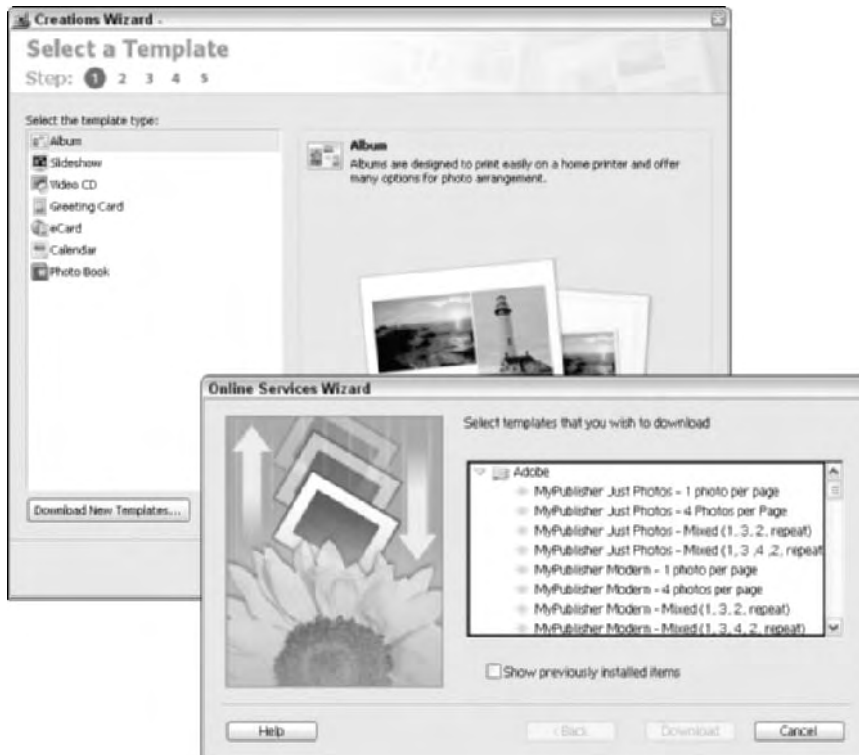 Creations Wizard -
Select a Template
Step: 1 2 3 4 5
Select the template type:
Album
Slideshow
Video CD
Greeting Card
eCard
Calendar
Photo Book
Album
Albums are designed to print easily on a home printer and offer
many options for photo arrangement.
Download New Templates...
Online Services Wizard
Select templates that you wish to download
Adobe
MyPublisher Just Photos - 1 photo per page
MyPublisher Just Photos - 4 Photos per Page
MyPublisher Just Photos - Mixed (1, 3, 2, repeat)
MyPublisher Just Photos - Mixed (1, 3 ,4 ,2, repeat
MyPublisher Modern - 1 photo per page
MyPublisher Modern - 4 photos per page
MyPublisher Modern - Mixed (1, 3, 2, repeat)
MyPublisher Modern - Mixed (1, 3, 4, 2, repeat)
Show previously installed items
Help
< Back
Download
Cancel